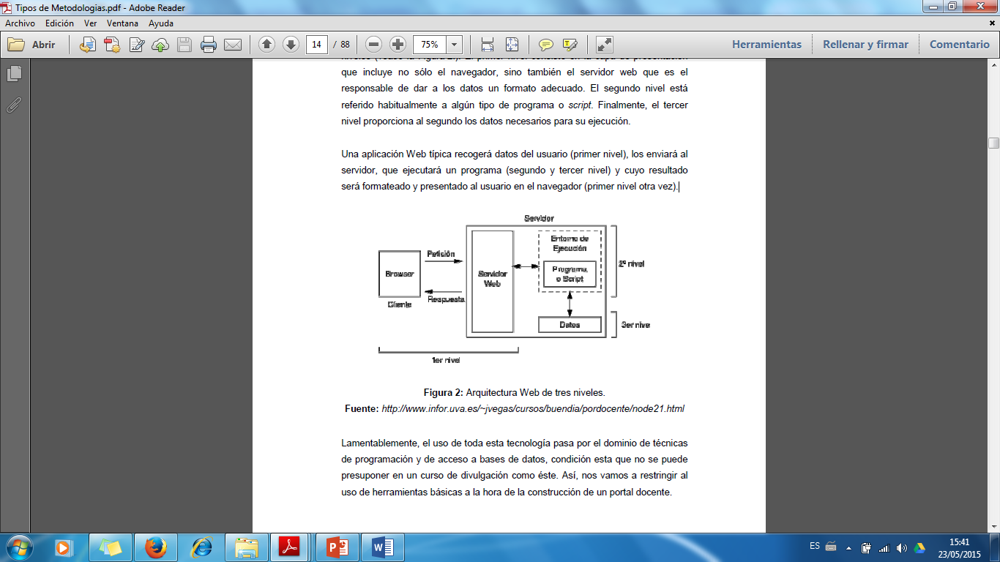 Tipos de Metodologias.pdf - Adobe Reader
Archivo Edición Ver Ventana Ayuda
Abrir 14 / 88 75% Herramientas Rellenar y firmar Comentario
que incluye no sólo el navegador, sino también el servidor web que es el
responsable de dar a los datos un formato adecuado. El segundo nivel está
referido habitualmente a algún tipo de programa o script. Finalmente, el tercer
nivel proporciona al segundo los datos necesarios para su ejecución.
Una aplicación Web típica recogerá datos del usuario (primer nivel), los enviará al
servidor, que ejecutará un programa (segundo y tercer nivel) y cuyo resultado
será formateado y presentado al usuario en el navegador (primer nivel otra vez).
Servidor
Entorno de
Ejecución
Petición
Browser
Servidor
Web
Programa
o Script
2º nivel
Respuesta
Cliente
Datos
3er nive
1er nivel
Figura 2: Arquitectura Web de tres niveles.
Fuente: http://www.infor.uva.es/~jvegas/cursos/buendia/pordocente/node21.html
Lamentablemente, el uso de toda esta tecnología pasa por el dominio de técnicas
de programación y de acceso a bases de datos, condición esta que no se puede
presuponer en un curso de divulgación como éste. Así, nos vamos a restringir al
uso de herramientas básicas a la hora de la construcción de un portal docente.
ES
15:41
23/05/2015